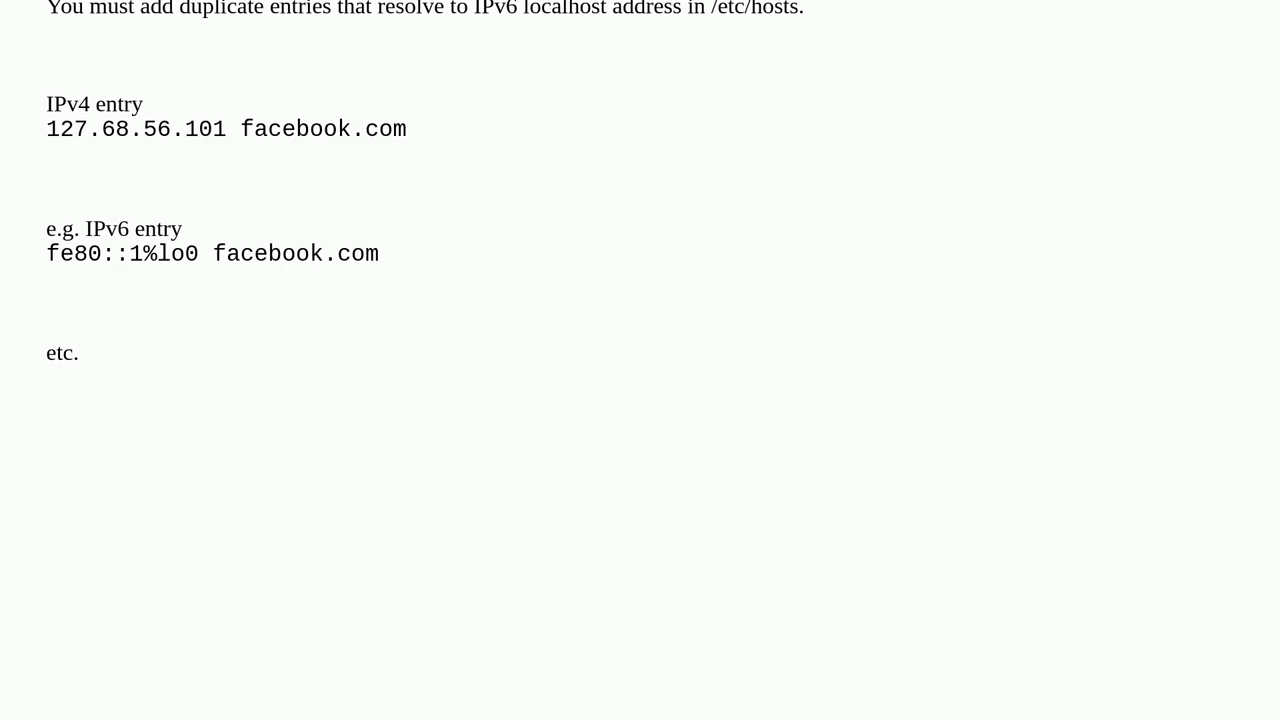 You must add duplicate entries that resolve to IPv6 localhost address in /etc/hosts.
IPv4 entry
127.68.56.101 facebook.com
e.g. IPv6 entry
fe80::1%lo0 facebook.com
etc.